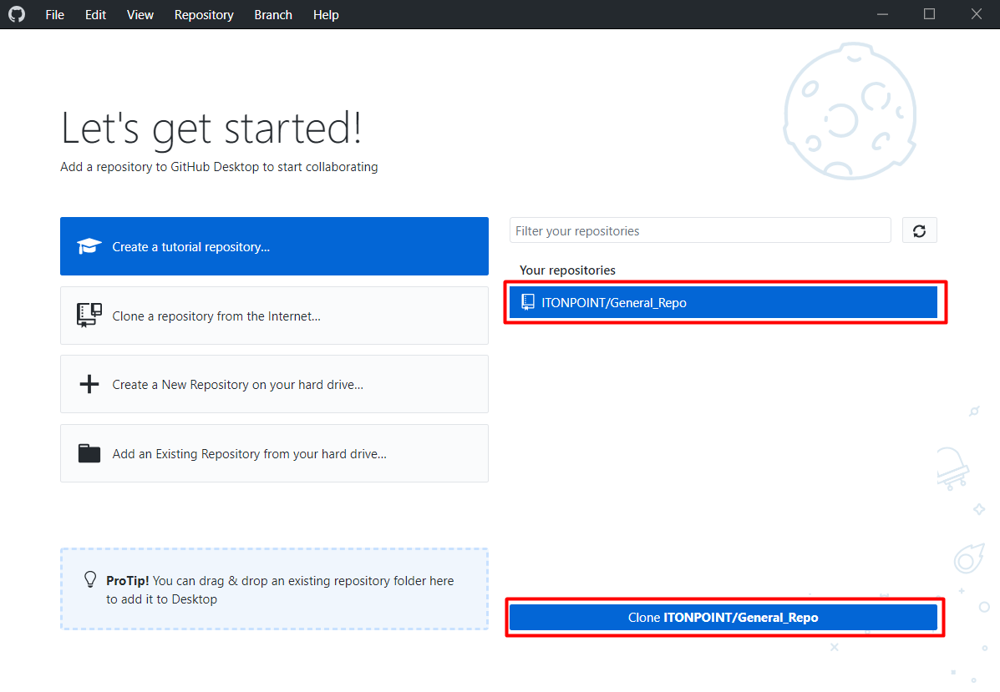 File Edit View Repository Branch Help
Let's get started!
Add a repository to GitHub Desktop to start collaborating
Create a tutorial repository...
Clone a repository from the Internet...
Create a New Repository on your hard drive...
Add an Existing Repository from your hard drive...
ProTip! You can drag & drop an existing repository folder here
to add it to Desktop
Filter your repositories
Your repositories
ITONPOINT/General_Repo
Clone ITONPOINT/General_Repo